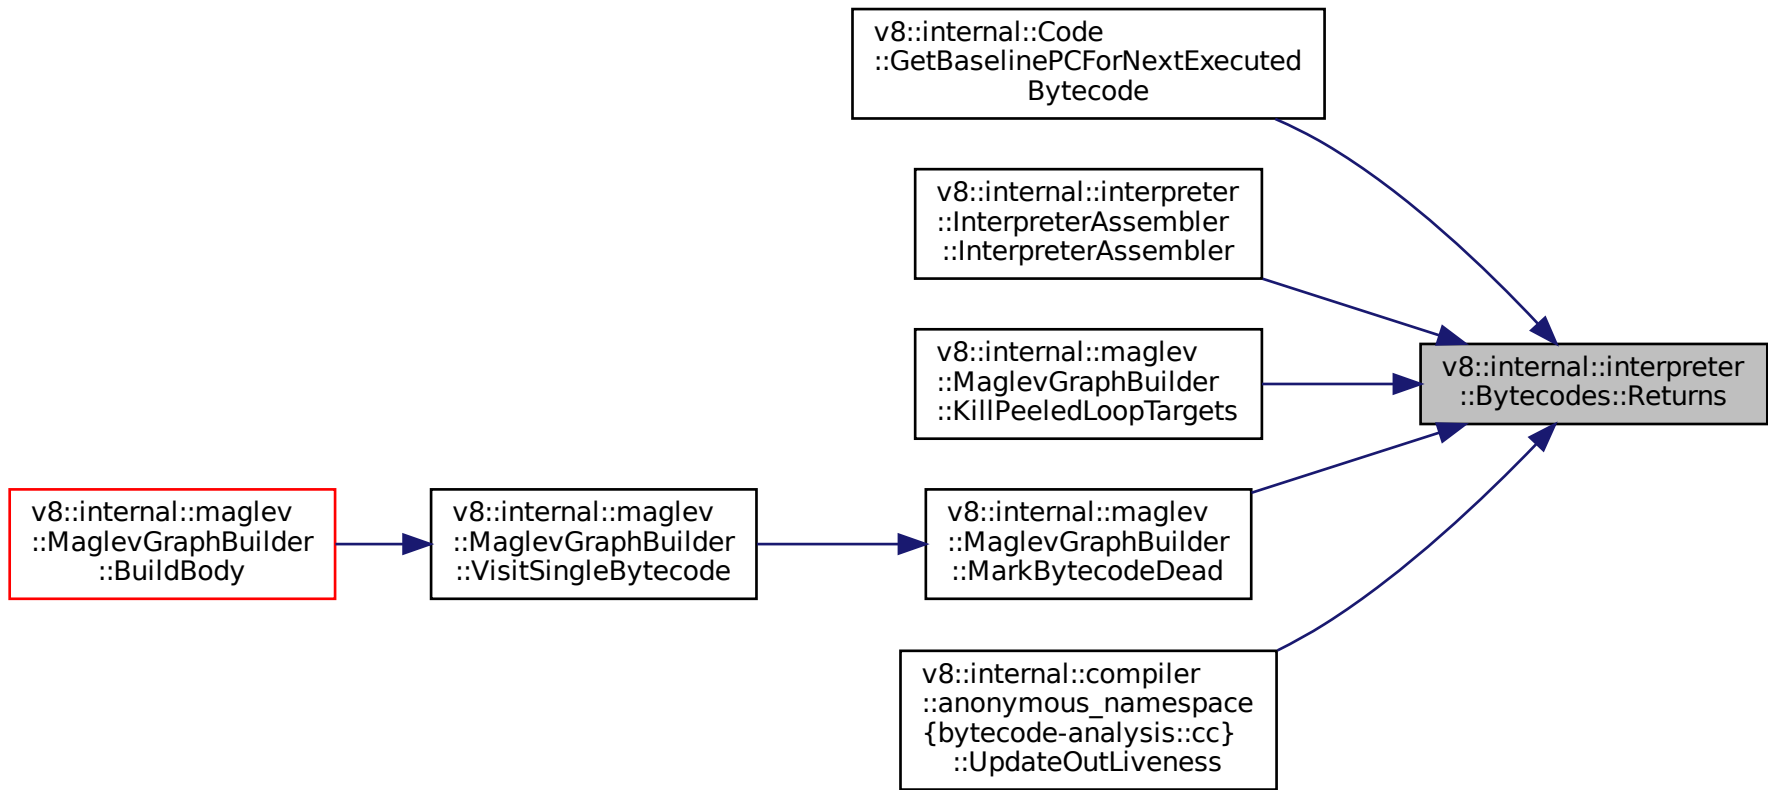 v8::internal::Code
::GetBaselinePCForNextExecuted
Bytecode
v8::internal::interpreter
::InterpreterAssembler
::InterpreterAssembler
v8::internal::maglev
::MaglevGraphBuilder
::KillPeeledLoopTargets
v8::internal::interpreter
::Bytecodes::Returns
v8::internal::maglev
::MaglevGraphBuilder
::BuildBody
v8::internal::maglev
::MaglevGraphBuilder
::VisitSingleBytecode
v8::internal::maglev
::MaglevGraphBuilder
::MarkBytecodeDead
v8::internal::compiler
::anonymous_namespace
{bytecode-analysis::cc}
::UpdateOutLiveness